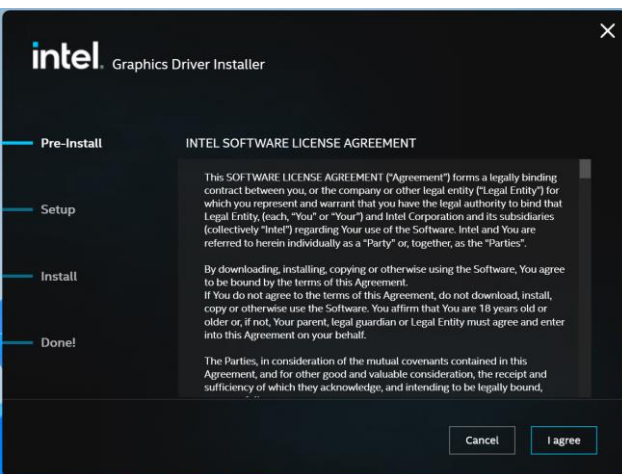 intel. Graphics Driver Installer
Pre-Install
Setup
Install
Done!
INTEL SOFTWARE LICENSE AGREEMENT
This SOFTWARE LICENSE AGREEMENT ("Agreement") forms a legally binding
contract between you, or the company or other legal entity ("Legal Entity") for
which you represent and warrant that you have the legal authority to bind that
Legal Entity, (each, "You" or "Your") and Intel Corporation and its subsidiaries
(collectively "Intel") regarding Your use of the Software. Intel and You are
referred to herein individually as a "Party" or, together, as the "Parties".
By downloading, installing, copying or otherwise using the Software, You agree
to be bound by the terms of this Agreement.
If You do not agree to the terms of this Agreement, do not download, install,
copy or otherwise use the Software. You affirm that You are 18 years old or
older or, if not, Your parent, legal guardian or Legal Entity must agree and enter
into this Agreement on your behalf.
The Parties, in consideration of the mutual covenants contained in this
Agreement, and for other good and valuable consideration, the receipt and
sufficiency of which they acknowledge, and intending to be legally bound,
Cancel
I agree